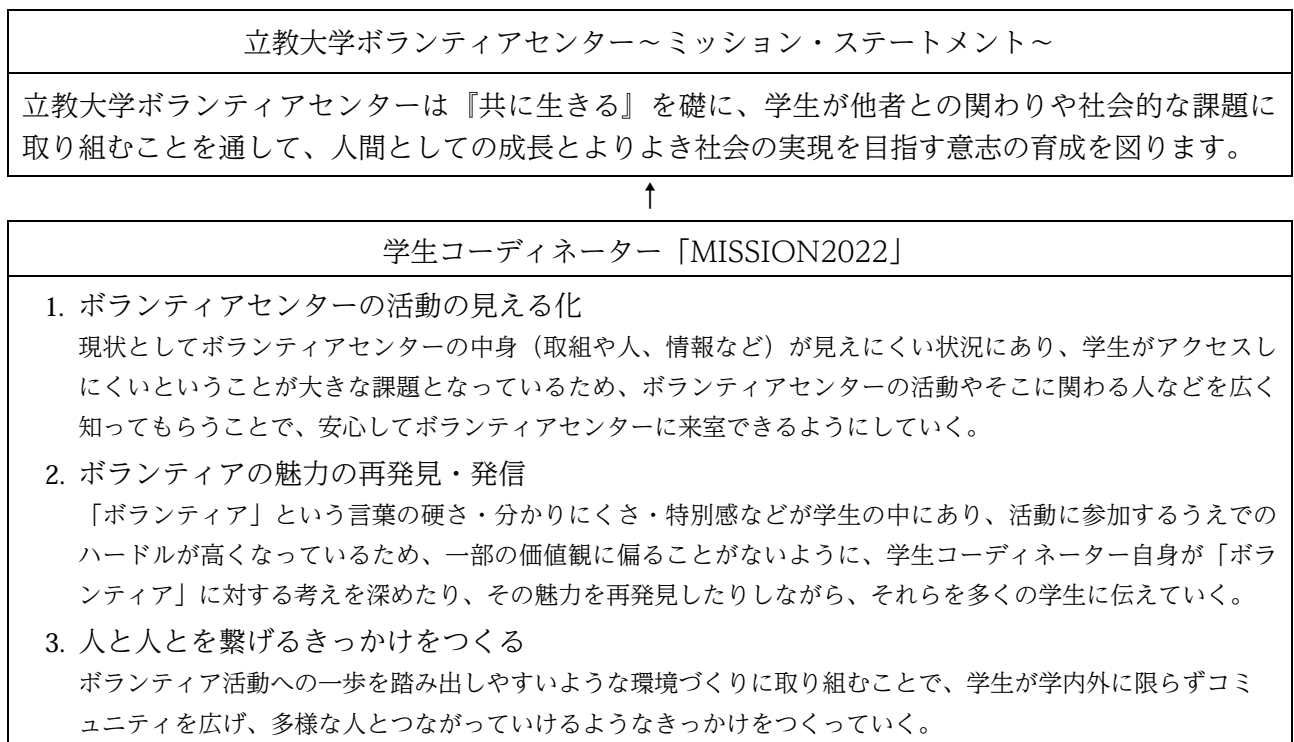 立教大学ボランティアセンター～ミッション・ステートメント～
立教大学ボランティアセンターは『共に生きる』を礎に、学生が他者との関わりや社会的な課題に
取り組むことを通して、人間としての成長とよりよき社会の実現を目指す意志の育成を図ります。
↑
学生コーディネーター「MISSION2022」
1. ボランティアセンターの活動の見える化
現状としてボランティアセンターの中身（取組や人、情報など）が見えにくい状況にあり、学生がアクセスし
にくいということが大きな課題となっているため、ボランティアセンターの活動やそこに関わる人などを広く
知ってもらうことで、安心してボランティアセンターに来室できるようにしていく。
2. ボランティアの魅力の再発見・発信
「ボランティア」という言葉の硬さ・分かりにくさ・特別感などが学生の中にあり、活動に参加するうえでの
ハードルが高くなっているため、一部の価値観に偏ることがないように、学生コーディネーター自身が「ボラ
ンティア」に対する考えを深めたり、その魅力を再発見したりしながら、それらを多くの学生に伝えていく。
3. 人と人とを繋げるきっかけをつくる
ボランティア活動への一歩を踏み出しやすいような環境づくりに取り組むことで、学生が学内外に限らずコミ
ュニティを広げ、多様な人とつながっていけるようなきっかけをつくっていく。